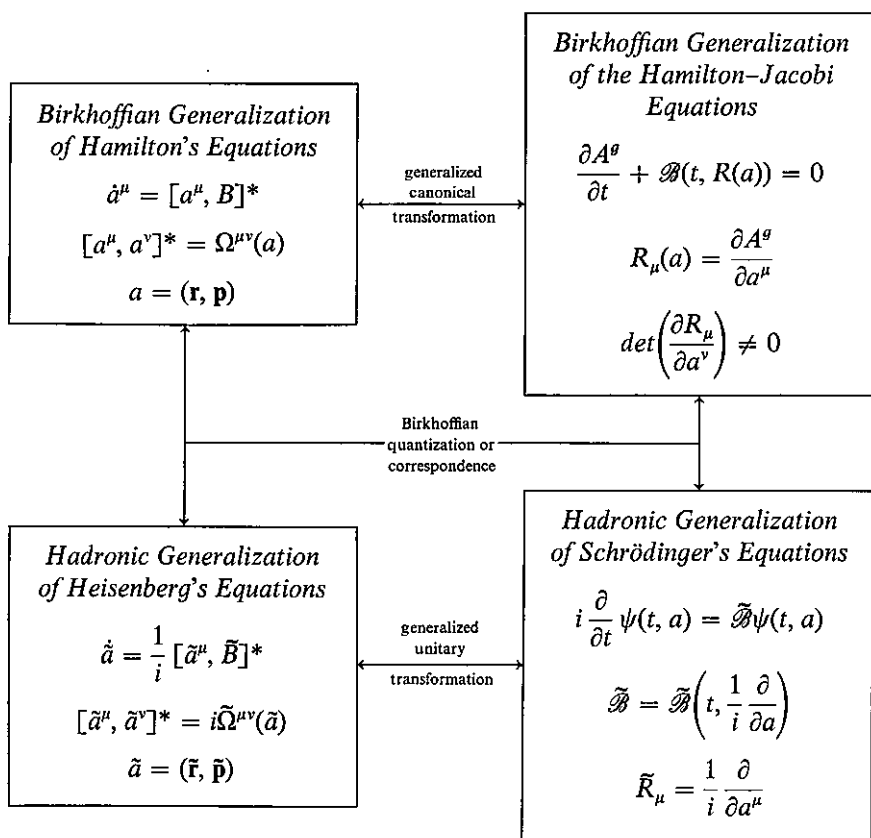 Birkhoffian Generalization
of Hamilton's Equations
ȧ^μ = [a^μ, B]*
[a^μ, a^ν]* = Ω^{μν}(a)
a = (𝐫, 𝐩)
generalized
canonical
transformation
Birkhoffian Generalization
of the Hamilton–Jacobi
Equations
∂A^g/∂t + ℬ(t, R(a)) = 0
R_μ(a) = ∂A^g/∂a^μ
det(∂R_μ/∂a^ν) ≠ 0
Birkhoffian
quantization or
correspondence
Hadronic Generalization
of Heisenberg's Equations
ã̇ = 1/i [ã^μ, B̃]*
[ã^μ, ã^ν]* = iΩ̃^{μν}(ã)
ã = (𝐫̃, 𝐩̃)
generalized
unitary
transformation
Hadronic Generalization
of Schrödinger's Equations
i ∂/∂t ψ(t, a) = ℬ̃ψ(t, a)
ℬ̃ = ℬ̃(t, 1/i ∂/∂a)
R̃_μ = 1/i ∂/∂a^μ